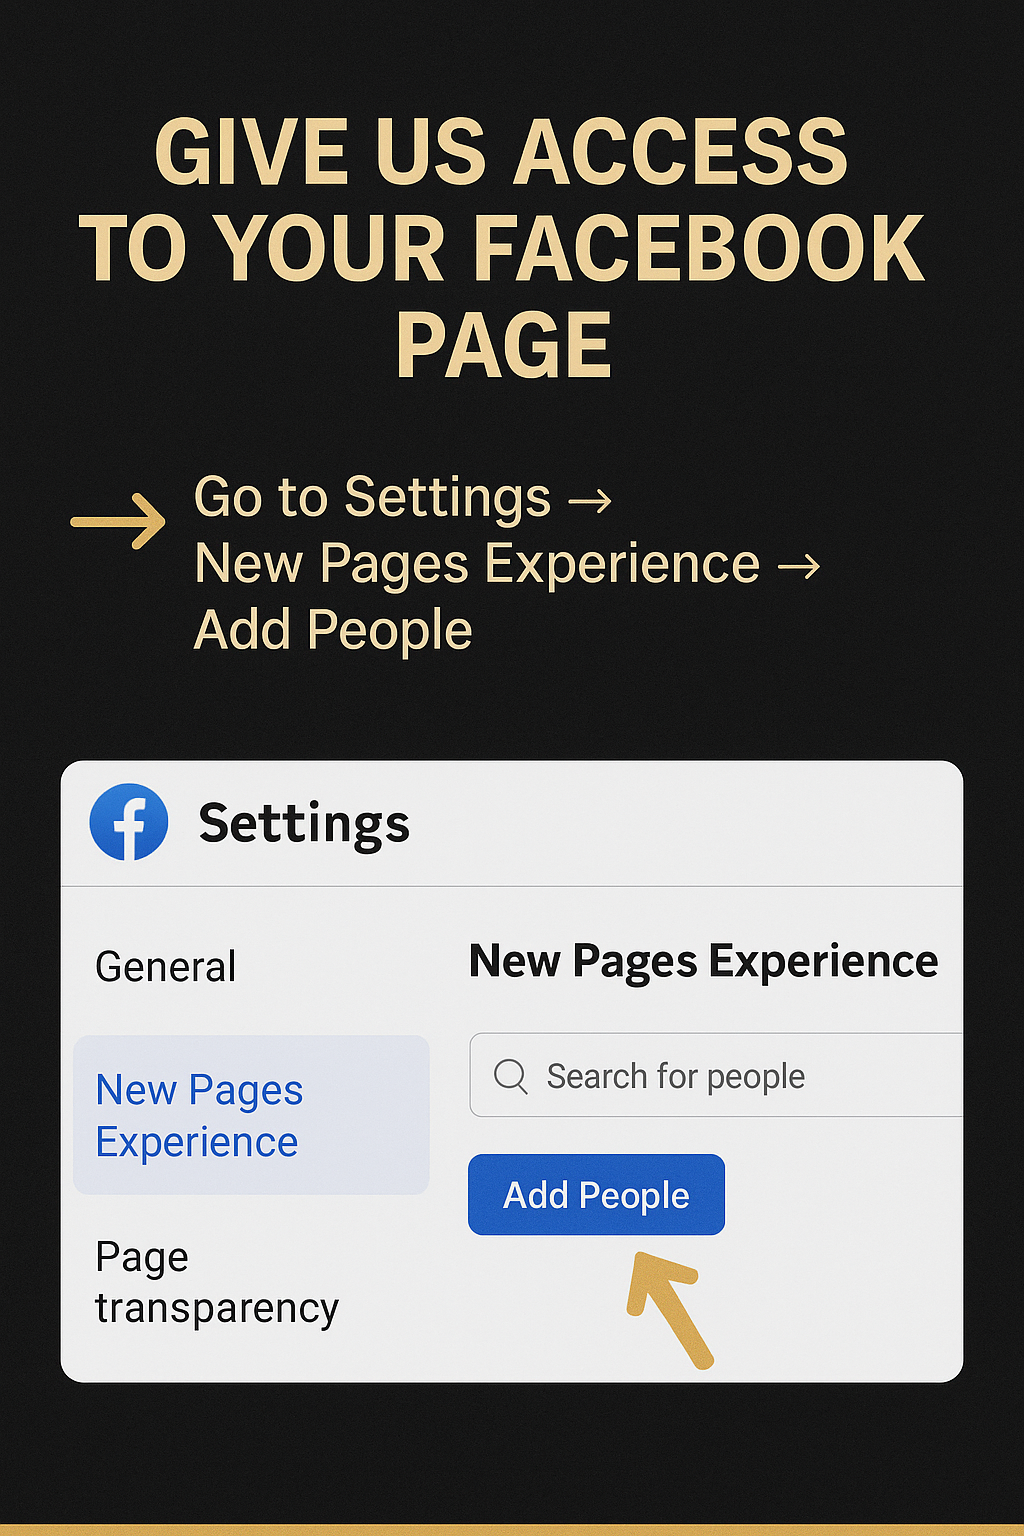 GIVE US ACCESS
TO YOUR FACEBOOK
PAGE
Go to Settings →
New Pages Experience →
Add People
Settings
General
New Pages
Experience
Page
transparency
New Pages Experience
Search for people
Add People